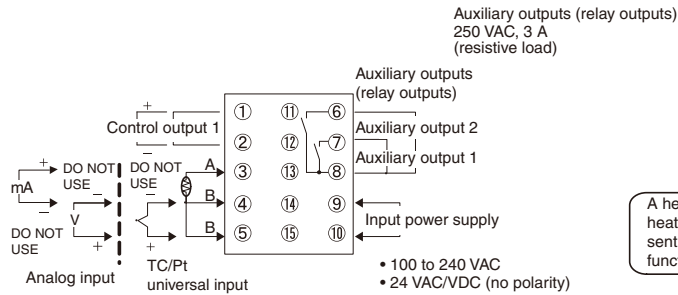 Auxiliary outputs (relay outputs)
250 VAC, 3 A
(resistive load)
Auxiliary outputs
(relay outputs)
+
Control output 1
−
1
2
3
4
5
11
12
13
14
15
6
7
8
9
10
Auxiliary output 2
Auxiliary output 1
Input power supply
• 100 to 240 VAC
• 24 VAC/VDC (no polarity)
mA
+
−
DO NOT
USE
V
−
+
DO NOT
USE
Analog input
DO NOT
USE
−
+
A
B
B
TC/Pt
universal input
A he
heat
sent
func